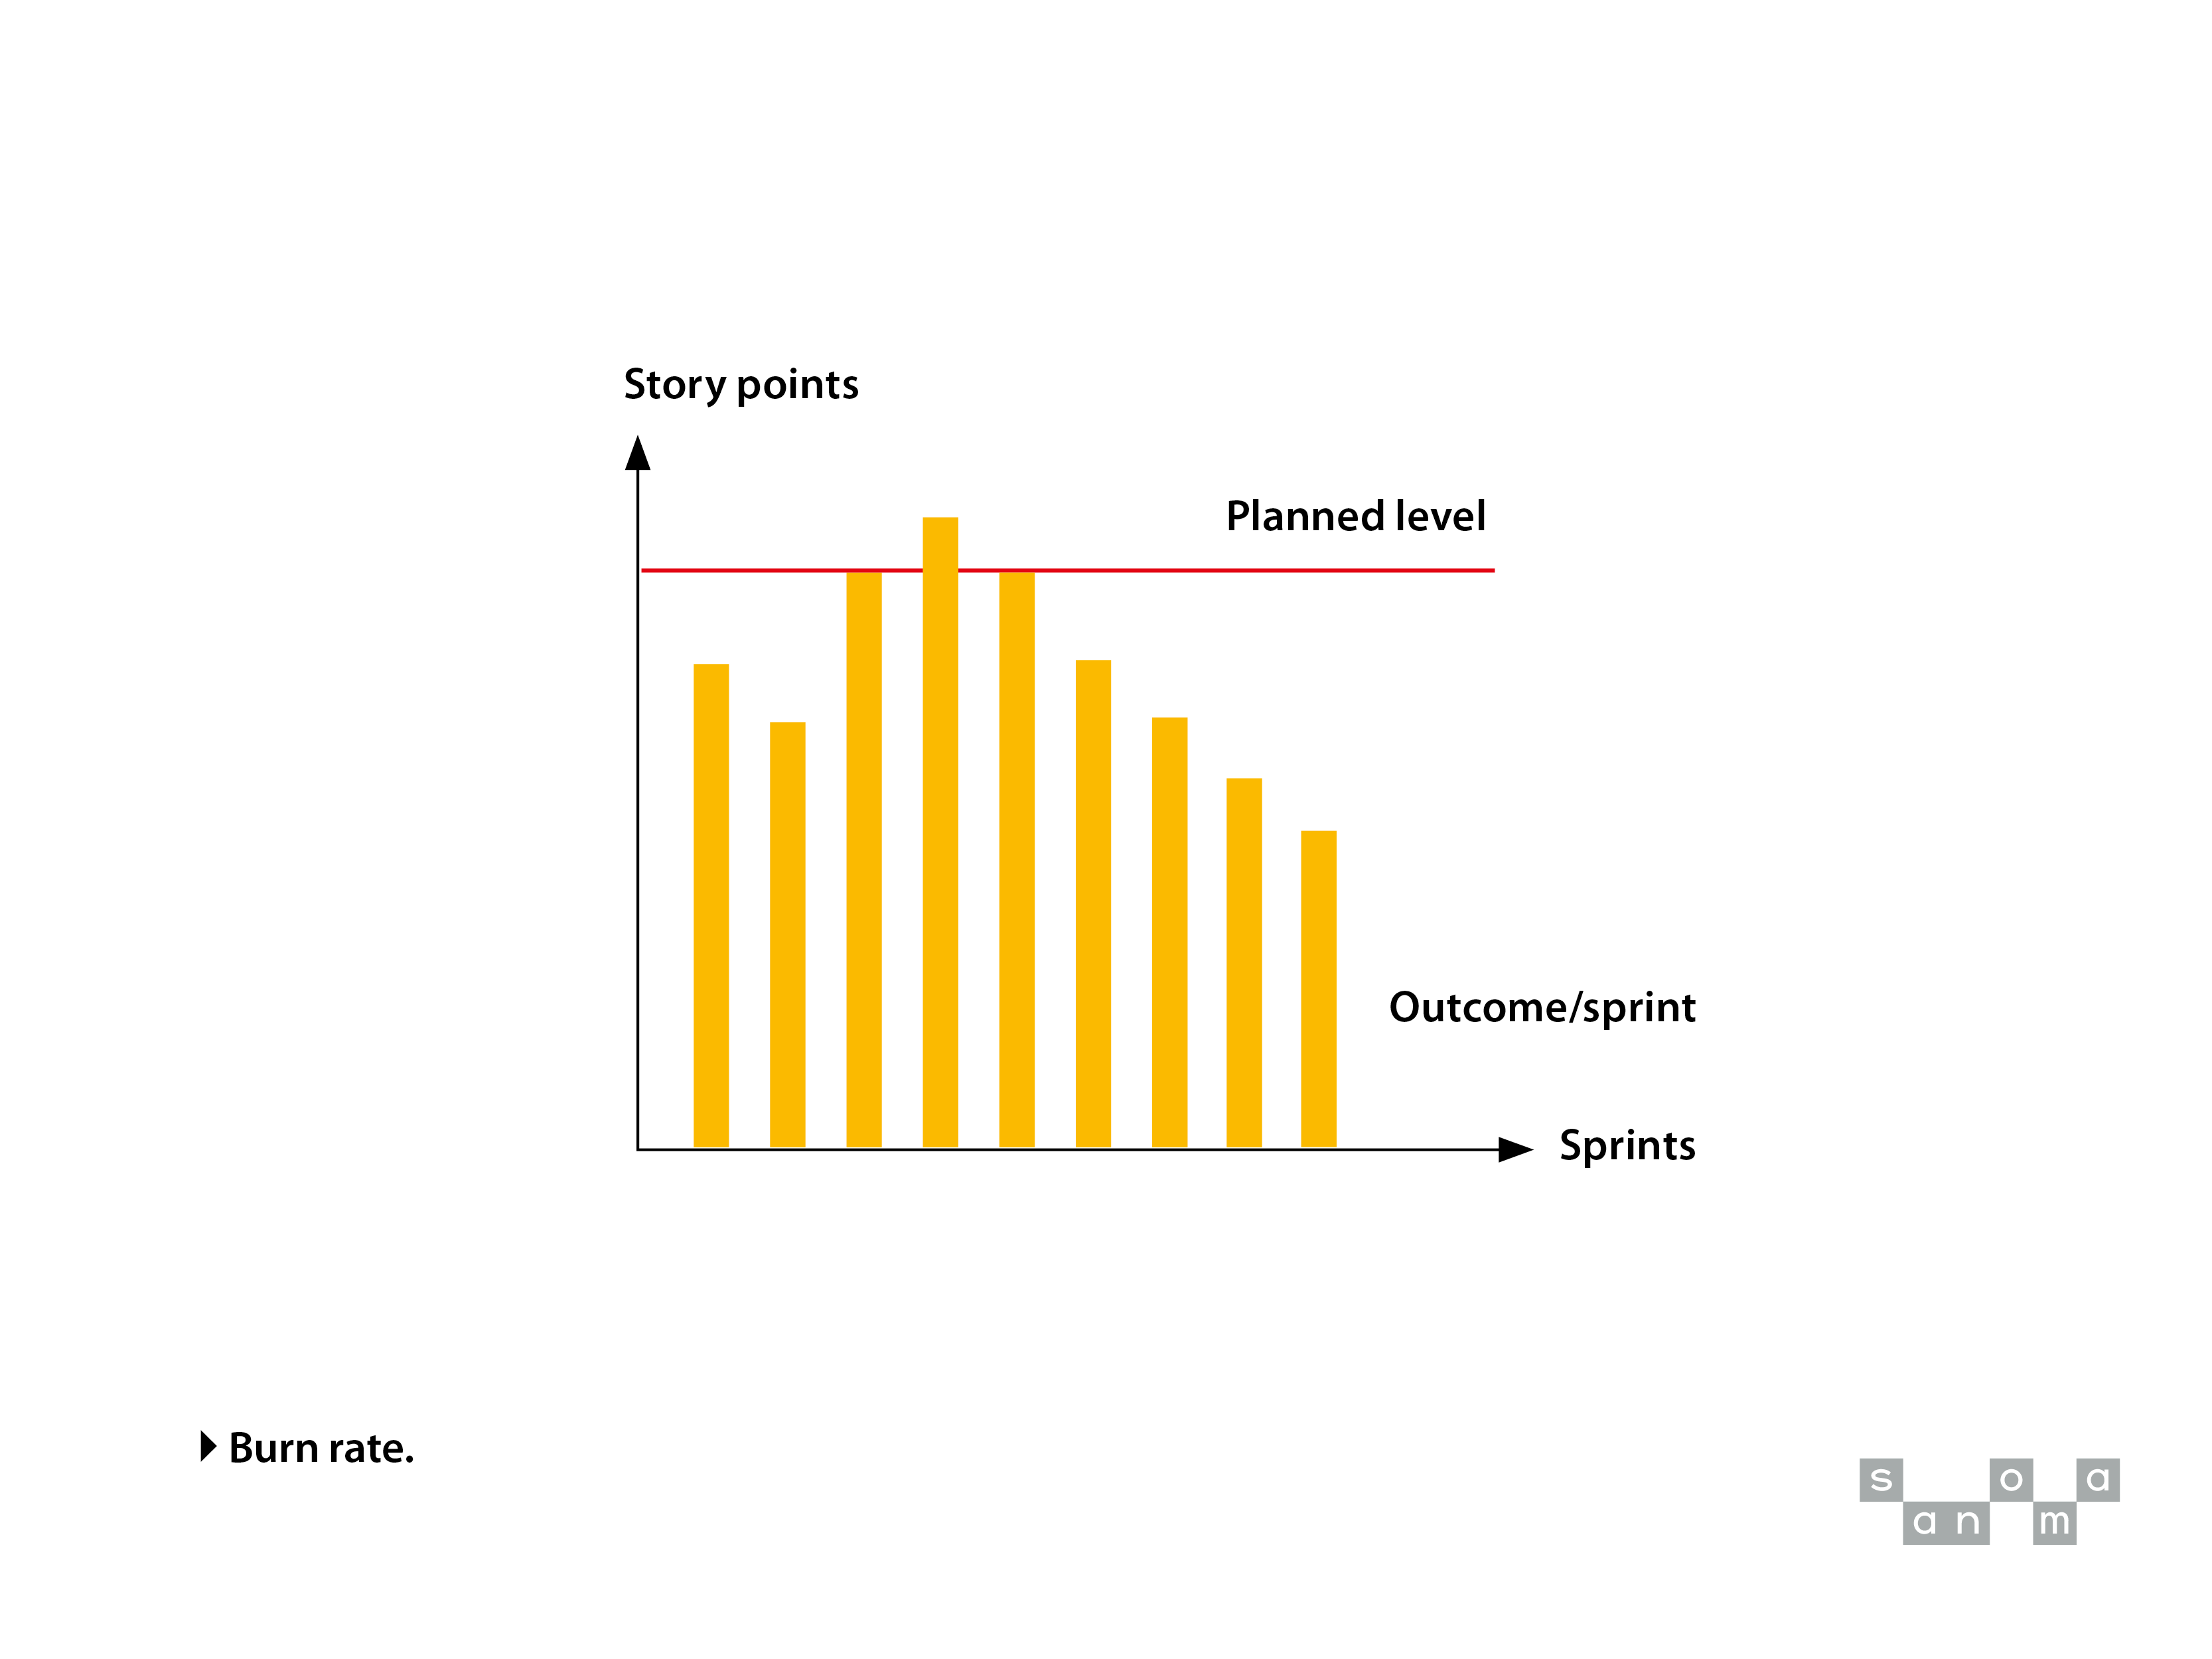 Story points
Planned level
Outcome/sprint
Sprints
Burn rate.
sanoma